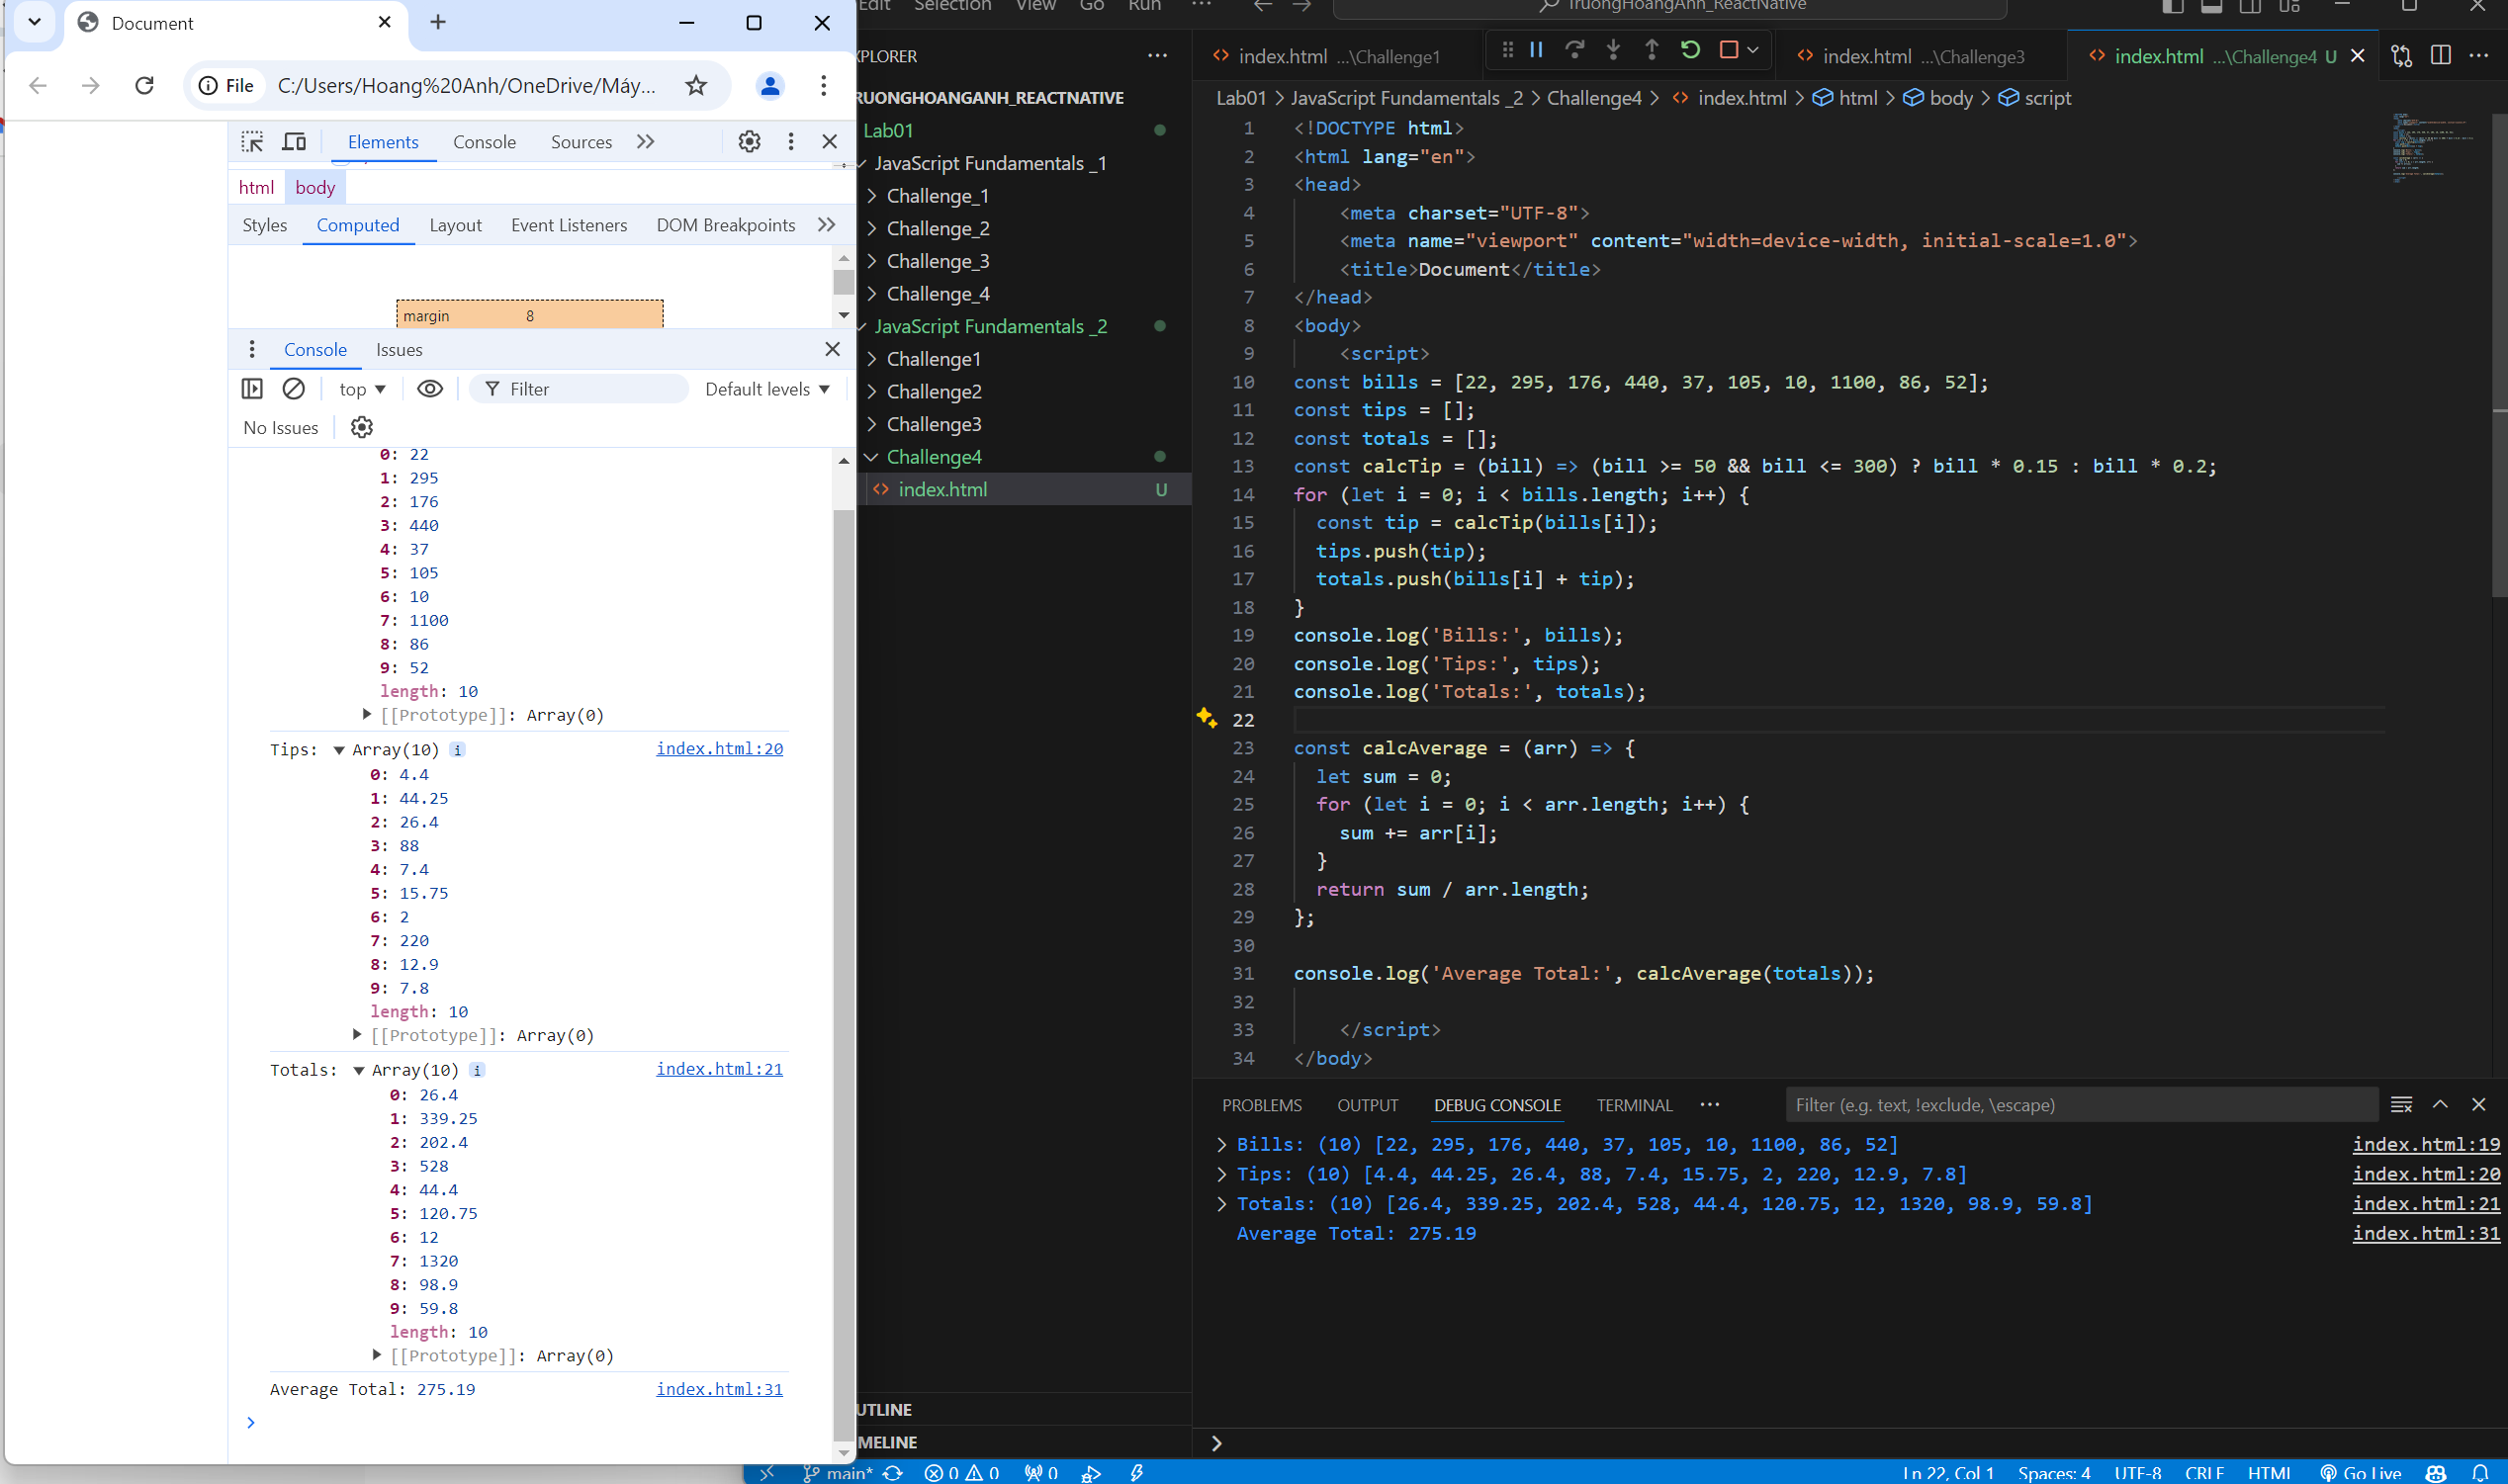 Document
File C:/Users/Hoang%20Anh/OneDrive/Máy...
Elements Console Sources
html body
Styles Computed Layout Event Listeners DOM Breakpoints
margin 8
Console Issues
top Filter Default levels
No Issues
0: 22
1: 295
2: 176
3: 440
4: 37
5: 105
6: 10
7: 1100
8: 86
9: 52
length: 10
[[Prototype]]: Array(0)
Tips: Array(10) i index.html:20
0: 4.4
1: 44.25
2: 26.4
3: 88
4: 7.4
5: 15.75
6: 2
7: 220
8: 12.9
9: 7.8
length: 10
[[Prototype]]: Array(0)
Totals: Array(10) i index.html:21
0: 26.4
1: 339.25
2: 202.4
3: 528
4: 44.4
5: 120.75
6: 12
7: 1320
8: 98.9
9: 59.8
length: 10
[[Prototype]]: Array(0)
Average Total: 275.19 index.html:31
Edit Selection View Go Run ... TruongHoangAnh_ReactNative
XPLORER ...
RUONGHOANGANH_REACTNATIVE
Lab01
JavaScript Fundamentals _1
Challenge_1
Challenge_2
Challenge_3
Challenge_4
JavaScript Fundamentals _2
Challenge1
Challenge2
Challenge3
Challenge4
index.html U
UTLINE
MELINE
index.html ...\Challenge1 index.html ...\Challenge3 index.html ...\Challenge4 U
Lab01 > JavaScript Fundamentals _2 > Challenge4 > index.html > html > body > script
1 <!DOCTYPE html>
2 <html lang="en">
3 <head>
4 <meta charset="UTF-8">
5 <meta name="viewport" content="width=device-width, initial-scale=1.0">
6 <title>Document</title>
7 </head>
8 <body>
9 <script>
10 const bills = [22, 295, 176, 440, 37, 105, 10, 1100, 86, 52];
11 const tips = [];
12 const totals = [];
13 const calcTip = (bill) => (bill >= 50 && bill <= 300) ? bill * 0.15 : bill * 0.2;
14 for (let i = 0; i < bills.length; i++) {
15 const tip = calcTip(bills[i]);
16 tips.push(tip);
17 totals.push(bills[i] + tip);
18 }
19 console.log('Bills:', bills);
20 console.log('Tips:', tips);
21 console.log('Totals:', totals);
22
23 const calcAverage = (arr) => {
24 let sum = 0;
25 for (let i = 0; i < arr.length; i++) {
26 sum += arr[i];
27 }
28 return sum / arr.length;
29 };
30
31 console.log('Average Total:', calcAverage(totals));
32
33 </script>
34 </body>
PROBLEMS OUTPUT DEBUG CONSOLE TERMINAL ... Filter (e.g. text, !exclude, \escape)
Bills: (10) [22, 295, 176, 440, 37, 105, 10, 1100, 86, 52] index.html:19
Tips: (10) [4.4, 44.25, 26.4, 88, 7.4, 15.75, 2, 220, 12.9, 7.8] index.html:20
Totals: (10) [26.4, 339.25, 202.4, 528, 44.4, 120.75, 12, 1320, 98.9, 59.8] index.html:21
Average Total: 275.19 index.html:31
main* 0 0 0 Ln 22, Col 1 Spaces: 4 UTF-8 CRLF HTML Go Live